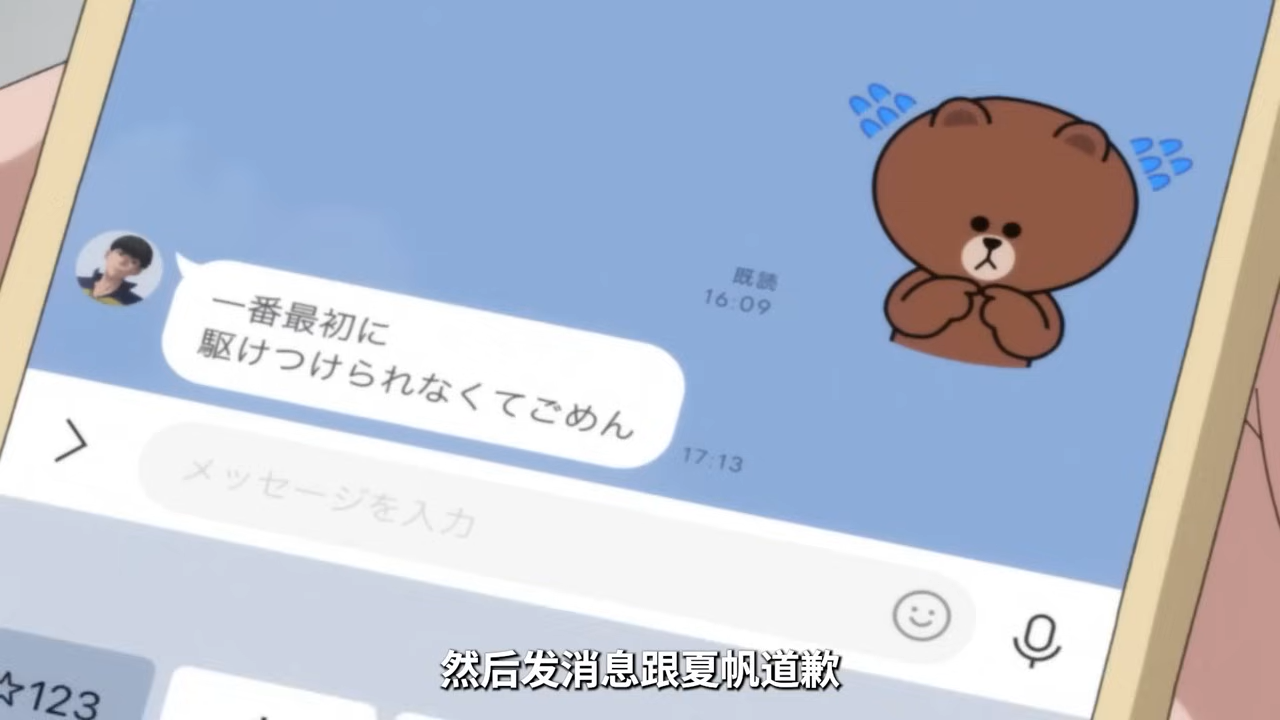 既読
16:09
一番最初に
駆けつけられなくてごめん
17:13
メッセージを入力
☆123
然后发消息跟夏帆道歉